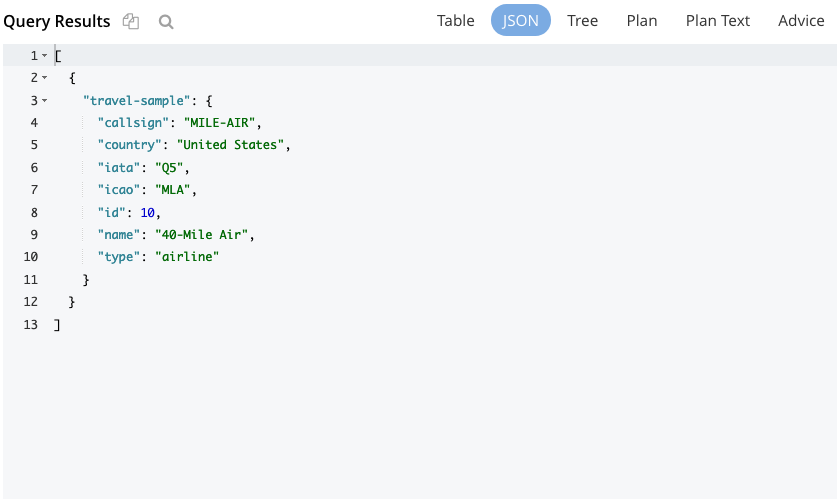 Query Results Table JSON Tree Plan Plan Text Advice
1 [
2 {
3 "travel-sample": {
4 "callsign": "MILE-AIR",
5 "country": "United States",
6 "iata": "Q5",
7 "icao": "MLA",
8 "id": 10,
9 "name": "40-Mile Air",
10 "type": "airline"
11 }
12 }
13 ]